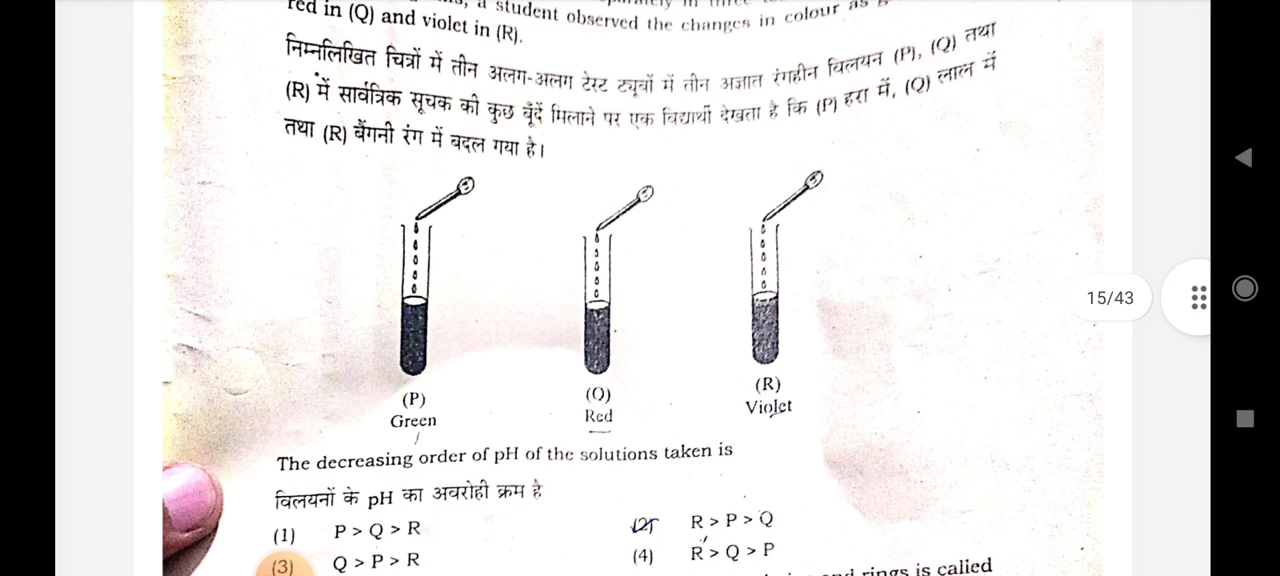 a student observed the changes in colour as
red in (Q) and violet in (R).
निम्नलिखित चित्रों में तीन अलग-अलग टेस्ट ट्यूबों में तीन अज्ञात रंगहीन विलयन (P), (Q) तथा
(R) में सार्वत्रिक सूचक की कुछ बूँदें मिलाने पर एक विद्यार्थी देखता है कि (P) हरा में, (Q) लाल में
तथा (R) बैंगनी रंग में बदल गया है।
(P)
Green
(Q)
Red
(R)
Violet
15/43
The decreasing order of pH of the solutions taken is
विलयनों के pH का अवरोही क्रम है
(1) P > Q > R
(2) R > P > Q
(3) Q > P > R
(4) R > Q > P
and rings is called